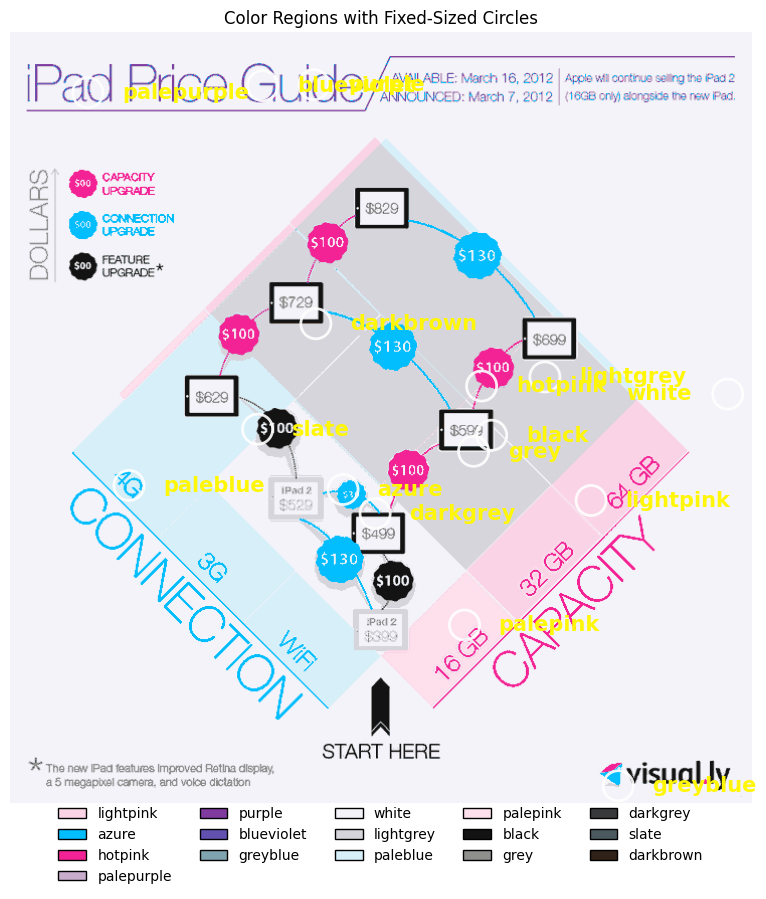 Color Regions with Fixed-Sized Circles
iPad Price Guide
AVAILABLE: March 16, 2012
ANNOUNCED: March 7, 2012
Apple will continue selling the iPad 2
(16GB only) alongside the new iPad.
palepurple
blueviolet
purple
DOLLARS
$00 CAPACITY
UPGRADE
$00 CONNECTION
UPGRADE
$00 FEATURE
UPGRADE*
$829
$100
$130
$729
darkbrown
$100
$130
$699
$100
lightgrey
hotpink
white
$629
$100
slate
$599
black
grey
$100
4G
paleblue
iPad 2
$529
azure
darkgrey
64 GB
lightpink
$499
CONNECTION
3G
$130
$100
32 GB
CAPACITY
iPad 2
$399
palepink
WiFi
16 GB
START HERE
* The new iPad features improved Retina display,
a 5 megapixel camera, and voice dictation
visual.ly
greyblue
lightpink
purple
white
palepink
darkgrey
azure
blueviolet
lightgrey
black
slate
hotpink
greyblue
paleblue
grey
darkbrown
palepurple